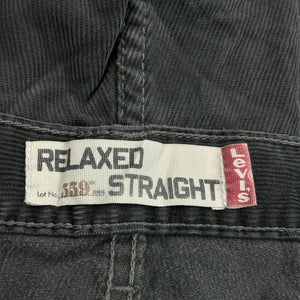 RELAXED
Lot No. 559
STRAIGHT
Levi's